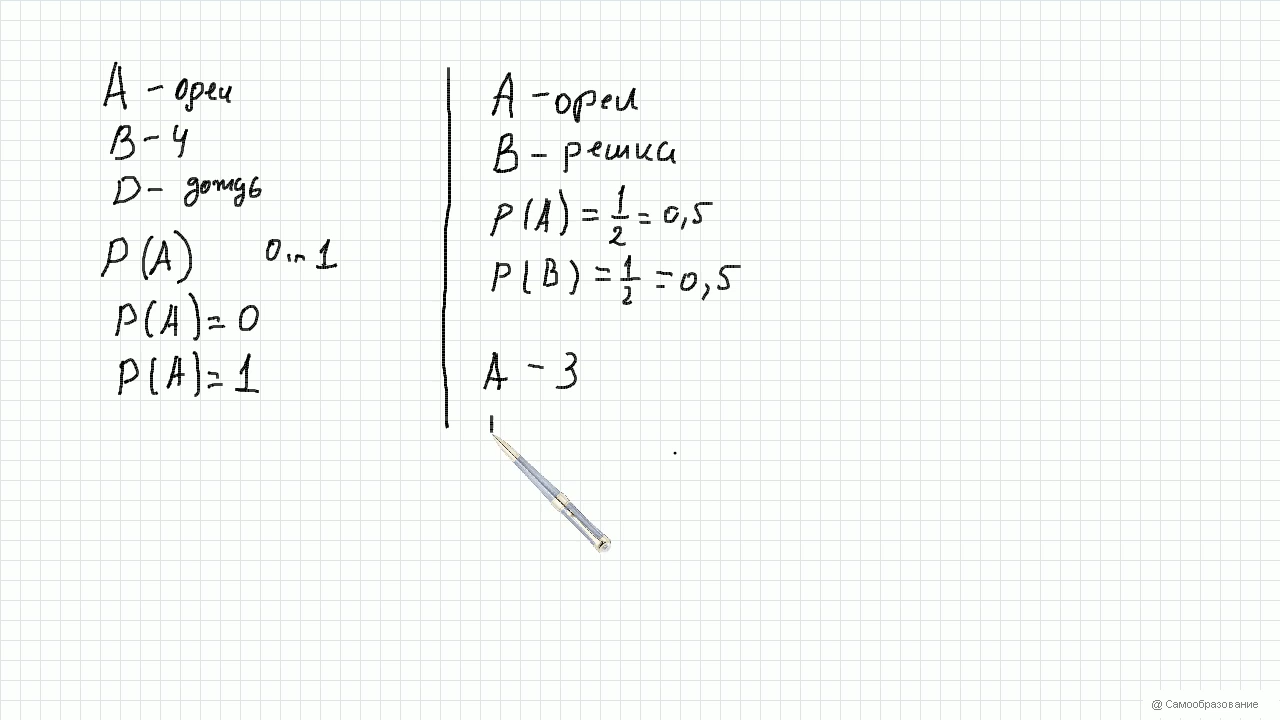 A - орел
B - 4
D - дождь
P(A) 0 … 1
P(A) = 0
P(A) = 1
A - орел
B - решка
P(A) = 1/2 = 0,5
P(B) = 1/2 = 0,5
A - 3
@ Самообразование